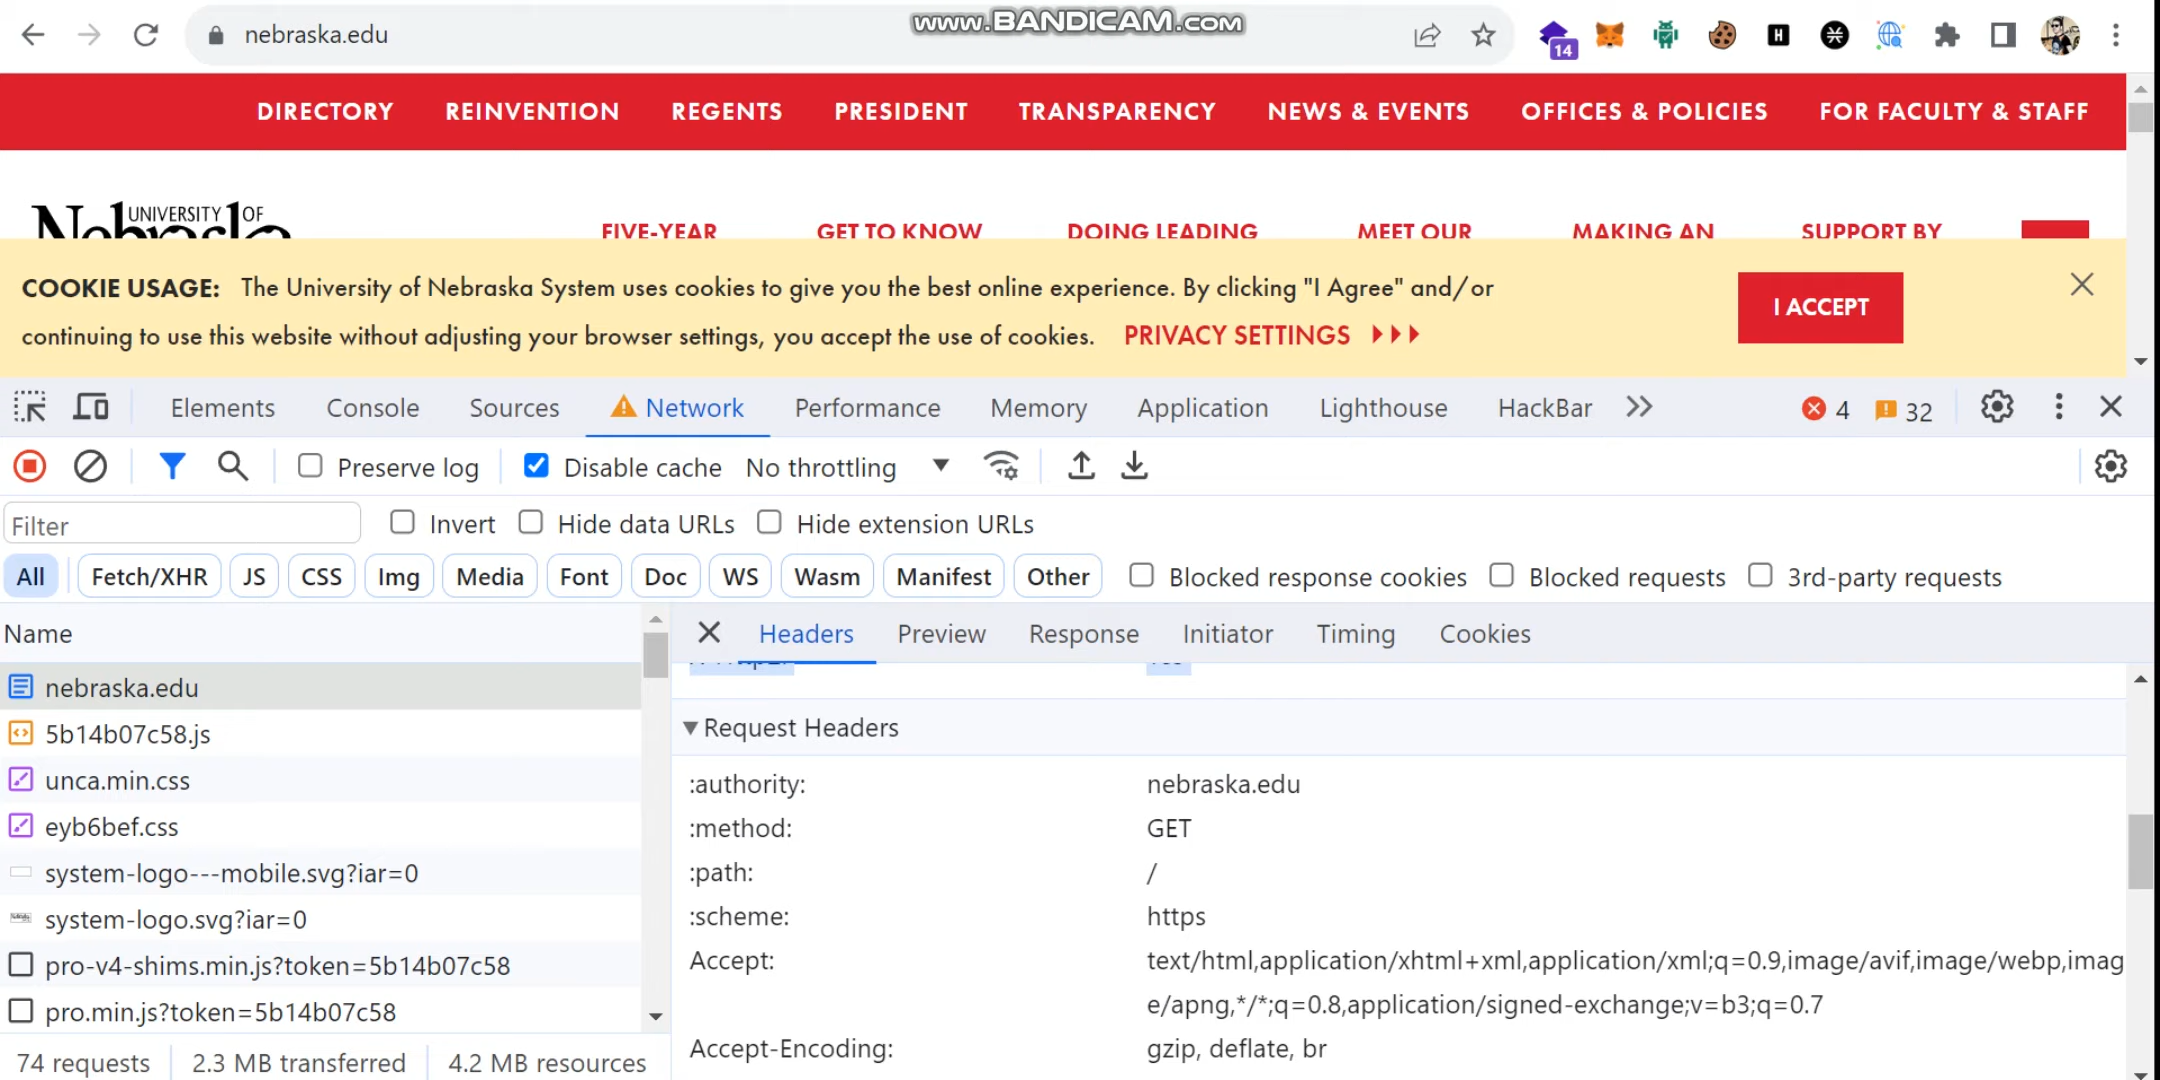 nebraska.edu
www.BANDICAM.com
14
H
DIRECTORY REINVENTION REGENTS PRESIDENT TRANSPARENCY NEWS & EVENTS OFFICES & POLICIES FOR FACULTY & STAFF
UNIVERSITY OF
Nebraska
FIVE-YEAR GET TO KNOW DOING LEADING MEET OUR MAKING AN SUPPORT BY
COOKIE USAGE: The University of Nebraska System uses cookies to give you the best online experience. By clicking "I Agree" and/or
continuing to use this website without adjusting your browser settings, you accept the use of cookies. PRIVACY SETTINGS
I ACCEPT
Elements Console Sources Network Performance Memory Application Lighthouse HackBar 4 32
Preserve log Disable cache No throttling
Filter Invert Hide data URLs Hide extension URLs
All Fetch/XHR JS CSS Img Media Font Doc WS Wasm Manifest Other Blocked response cookies Blocked requests 3rd-party requests
Name
nebraska.edu
5b14b07c58.js
unca.min.css
eyb6bef.css
system-logo---mobile.svg?iar=0
system-logo.svg?iar=0
pro-v4-shims.min.js?token=5b14b07c58
pro.min.js?token=5b14b07c58
74 requests 2.3 MB transferred 4.2 MB resources
Headers Preview Response Initiator Timing Cookies
Request Headers
:authority: nebraska.edu
:method: GET
:path: /
:scheme: https
Accept: text/html,application/xhtml+xml,application/xml;q=0.9,image/avif,image/webp,imag
e/apng,*/*;q=0.8,application/signed-exchange;v=b3;q=0.7
Accept-Encoding: gzip, deflate, br